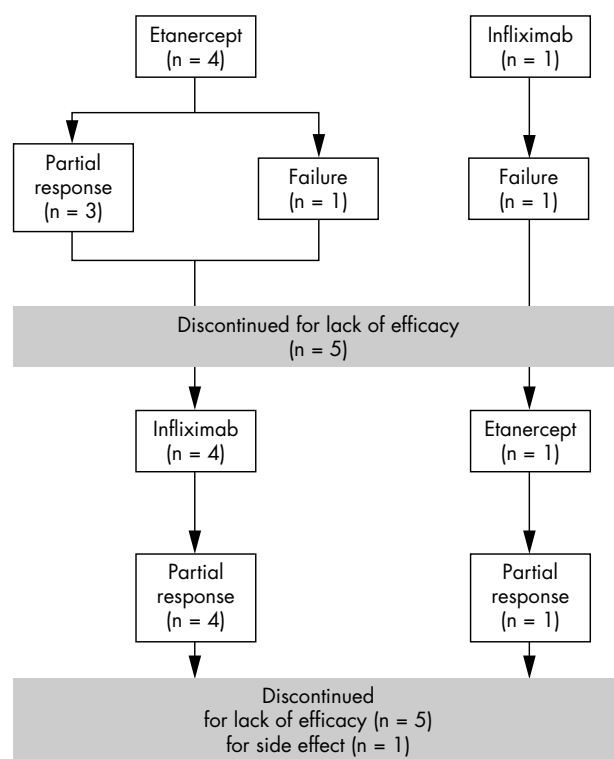 Etanercept
(n = 4)
Infliximab
(n = 1)
Partial
response
(n = 3)
Failure
(n = 1)
Failure
(n = 1)
Discontinued for lack of efficacy
(n = 5)
Infliximab
(n = 4)
Etanercept
(n = 1)
Partial
response
(n = 4)
Partial
response
(n = 1)
Discontinued
for lack of efficacy (n = 5)
for side effect (n = 1)